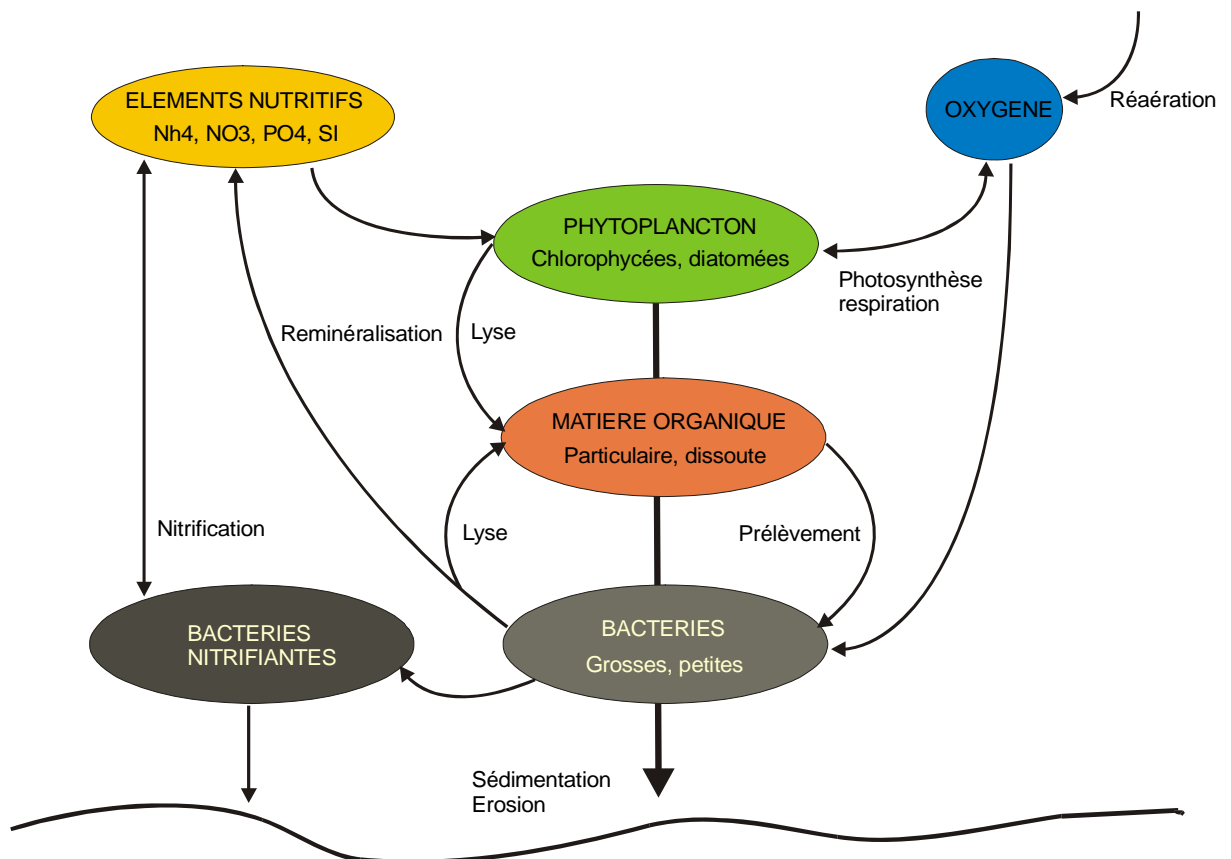 ELEMENTS NUTRITIFS
Nh4, NO3, PO4, SI
OXYGENE
Réaération
PHYTOPLANCTON
Chlorophycées, diatomées
Photosynthèse
respiration
Reminéralisation
Lyse
MATIERE ORGANIQUE
Particulaire, dissoute
Nitrification
Lyse
Prélèvement
BACTERIES
NITRIFIANTES
BACTERIES
Grosses, petites
Sédimentation
Erosion